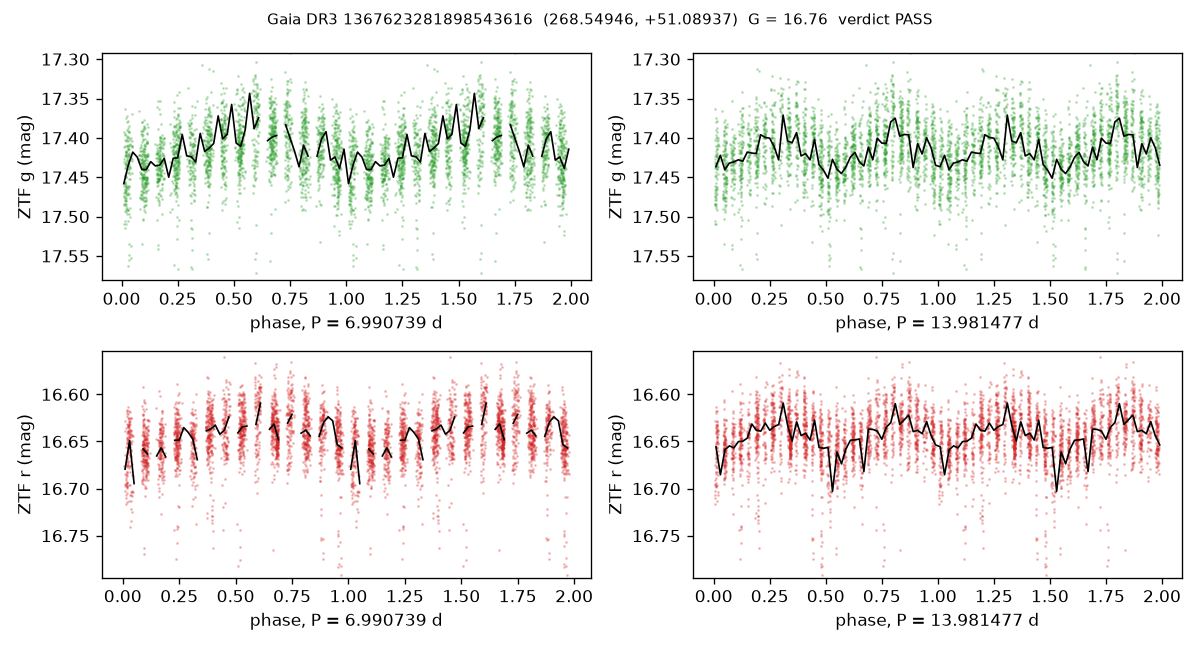 Gaia DR3 1367623281898543616 (268.54946, +51.08937) G = 16.76 verdict PASS
17.30
17.35
17.40
17.45
17.50
17.55
ZTF g (mag)
0.00 0.25 0.50 0.75 1.00 1.25 1.50 1.75 2.00
phase, P = 6.990739 d
17.30
17.35
17.40
17.45
17.50
17.55
ZTF g (mag)
0.00 0.25 0.50 0.75 1.00 1.25 1.50 1.75 2.00
phase, P = 13.981477 d
16.60
16.65
16.70
16.75
ZTF r (mag)
0.00 0.25 0.50 0.75 1.00 1.25 1.50 1.75 2.00
phase, P = 6.990739 d
16.60
16.65
16.70
16.75
ZTF r (mag)
0.00 0.25 0.50 0.75 1.00 1.25 1.50 1.75 2.00
phase, P = 13.981477 d